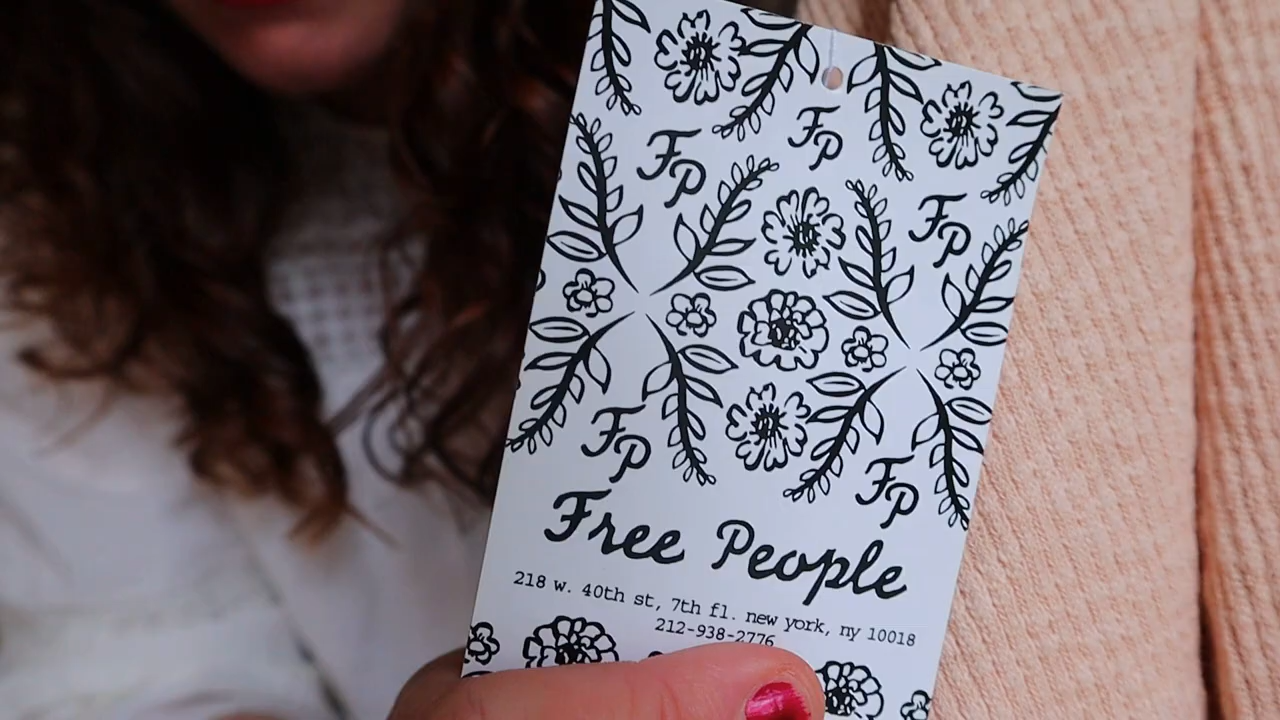 FP
FP
FP
FP
FP
Free People
218 w. 40th st, 7th fl. new york, ny 10018
212-938-2776